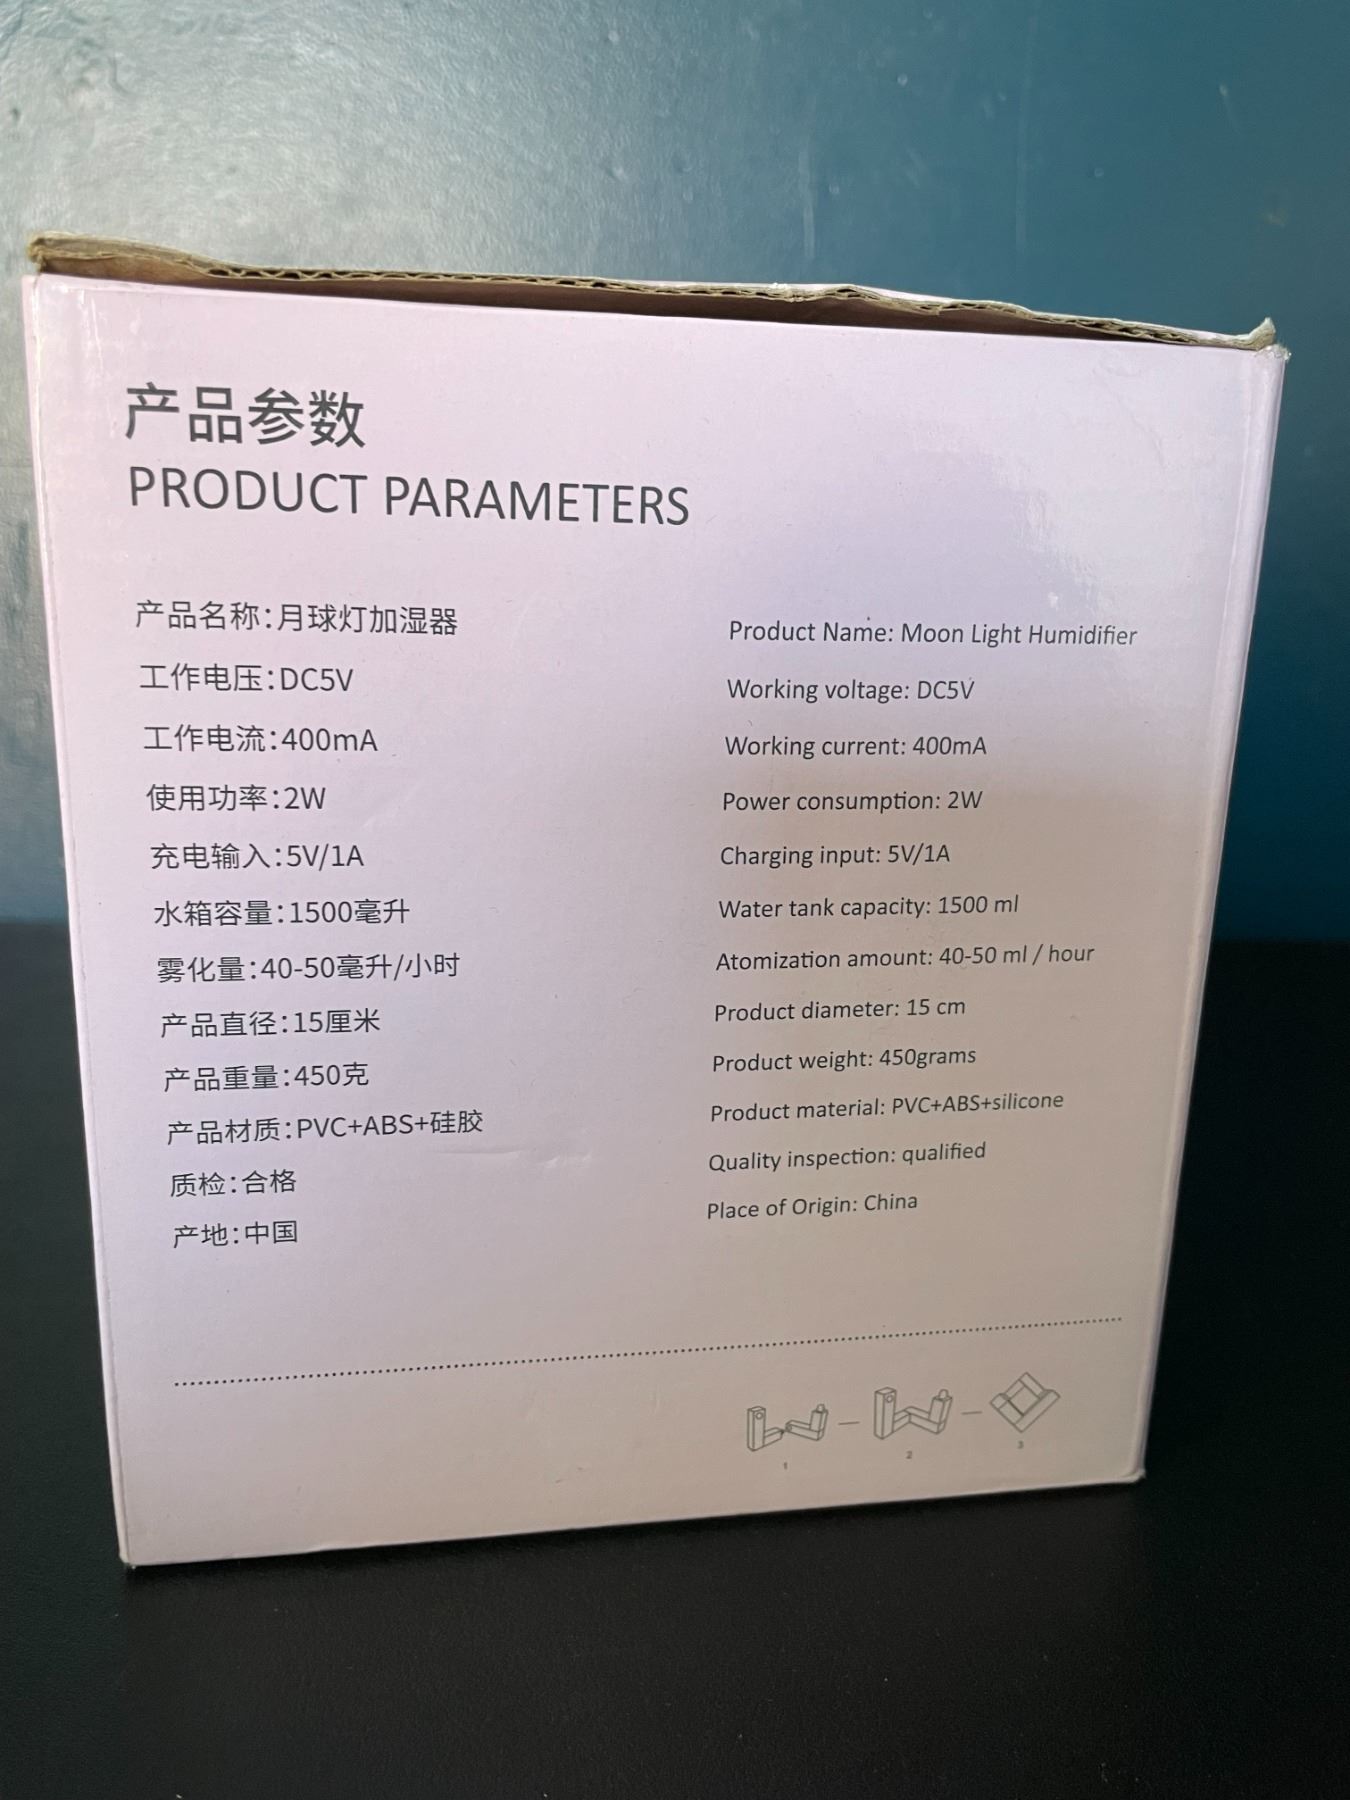 产品参数
PRODUCT PARAMETERS
产品名称:月球灯加湿器
工作电压:DC5V
工作电流:400mA
使用功率:2W
充电输入:5V/1A
水箱容量:1500毫升
雾化量:40-50毫升/小时
产品直径:15厘米
产品重量:450克
产品材质:PVC+ABS+硅胶
质检:合格
产地:中国
Product Name: Moon Light Humidifier
Working voltage: DC5V
Working current: 400mA
Power consumption: 2W
Charging input: 5V/1A
Water tank capacity: 1500 ml
Atomization amount: 40-50 ml / hour
Product diameter: 15 cm
Product weight: 450grams
Product material: PVC+ABS+silicone
Quality inspection: qualified
Place of Origin: China
1 2 3